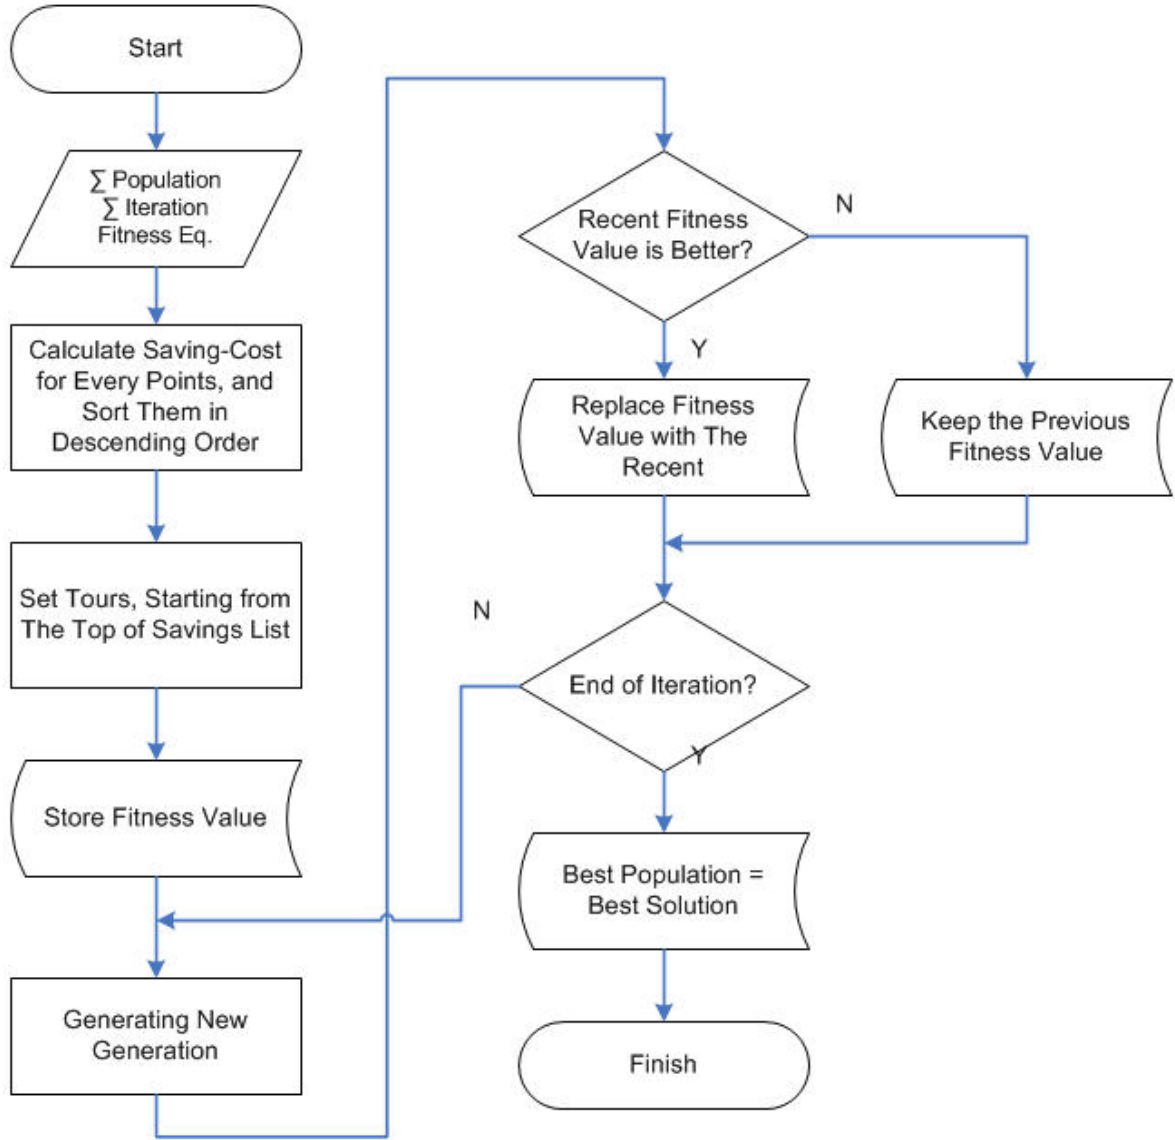 Start
∑ Population
∑ Iteration
Fitness Eq.
Calculate Saving-Cost
for Every Points, and
Sort Them in
Descending Order
Set Tours, Starting from
The Top of Savings List
Store Fitness Value
Generating New
Generation
Recent Fitness
Value is Better?
N
Y
Replace Fitness
Value with The
Recent
Keep the Previous
Fitness Value
End of Iteration?
N
Y
Best Population =
Best Solution
Finish